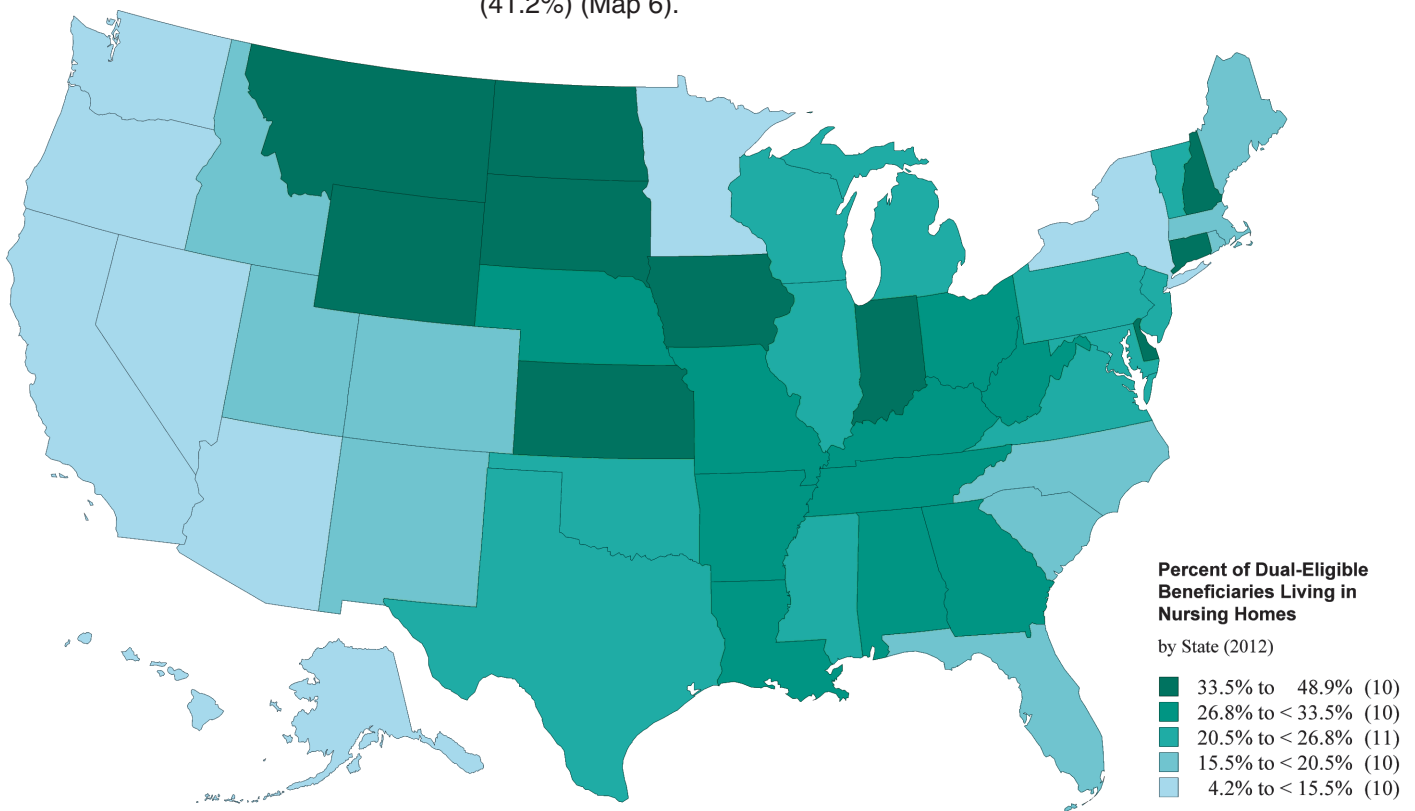 (41.2%) (Map 6).
Percent of Dual-Eligible
Beneficiaries Living in
Nursing Homes
by State (2012)
33.5% to 48.9% (10)
26.8% to < 33.5% (10)
20.5% to < 26.8% (11)
15.5% to < 20.5% (10)
4.2% to < 15.5% (10)